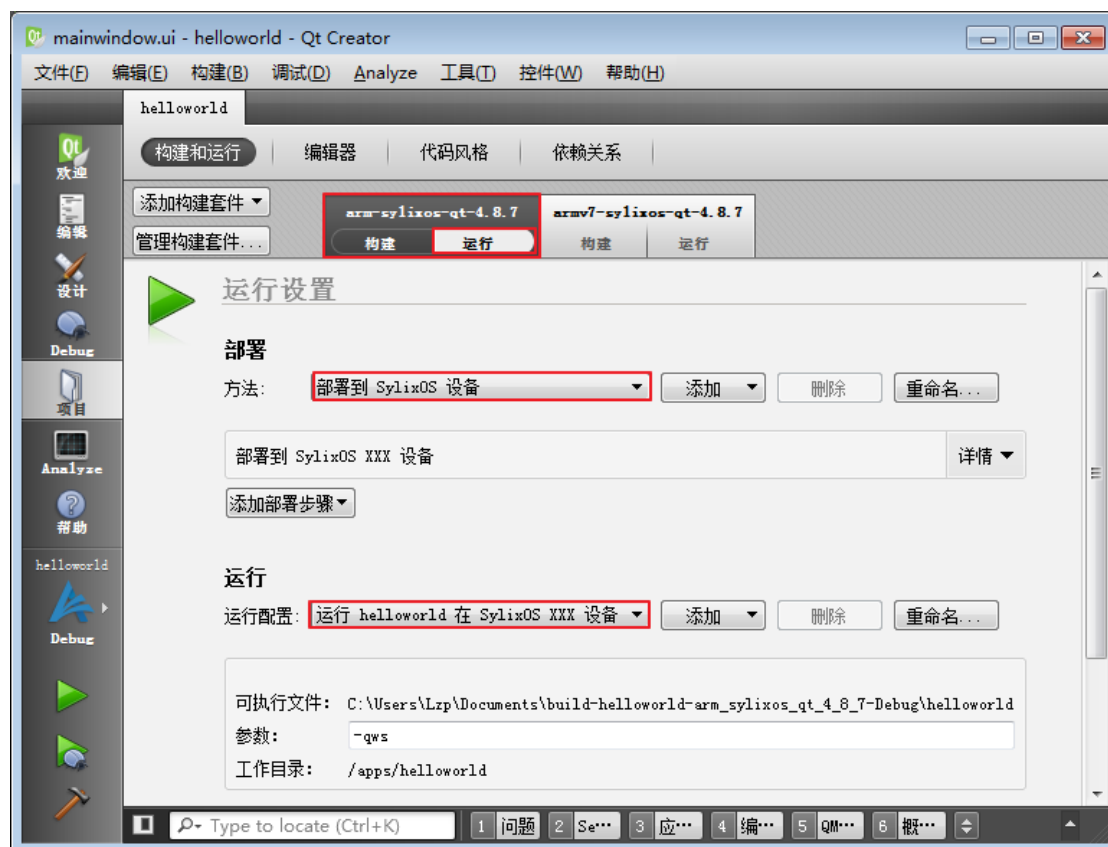 mainwindow.ui - helloworld - Qt Creator
文件(F) 编辑(E) 构建(B) 调试(D) Analyze 工具(T) 控件(W) 帮助(H)
helloworld
欢迎
编辑
设计
Debug
项目
Analyze
帮助
helloworld
Debug
构建和运行 编辑器 代码风格 依赖关系
添加构建套件
管理构建套件...
arm-sylixos-qt-4.8.7
构建 运行
armv7-sylixos-qt-4.8.7
构建 运行
运行设置
部署
方法: 部署到 SylixOS 设备 添加 删除 重命名...
部署到 SylixOS XXX 设备 详情
添加部署步骤
运行
运行配置: 运行 helloworld 在 SylixOS XXX 设备 添加 删除 重命名...
可执行文件: C:\Users\Lzp\Documents\build-helloworld-arm_sylixos_qt_4_8_7-Debug\helloworld
参数: -qws
工作目录: /apps/helloworld
Type to locate (Ctrl+K) 1 问题 2 Se… 3 应… 4 编… 5 QM… 6 概…